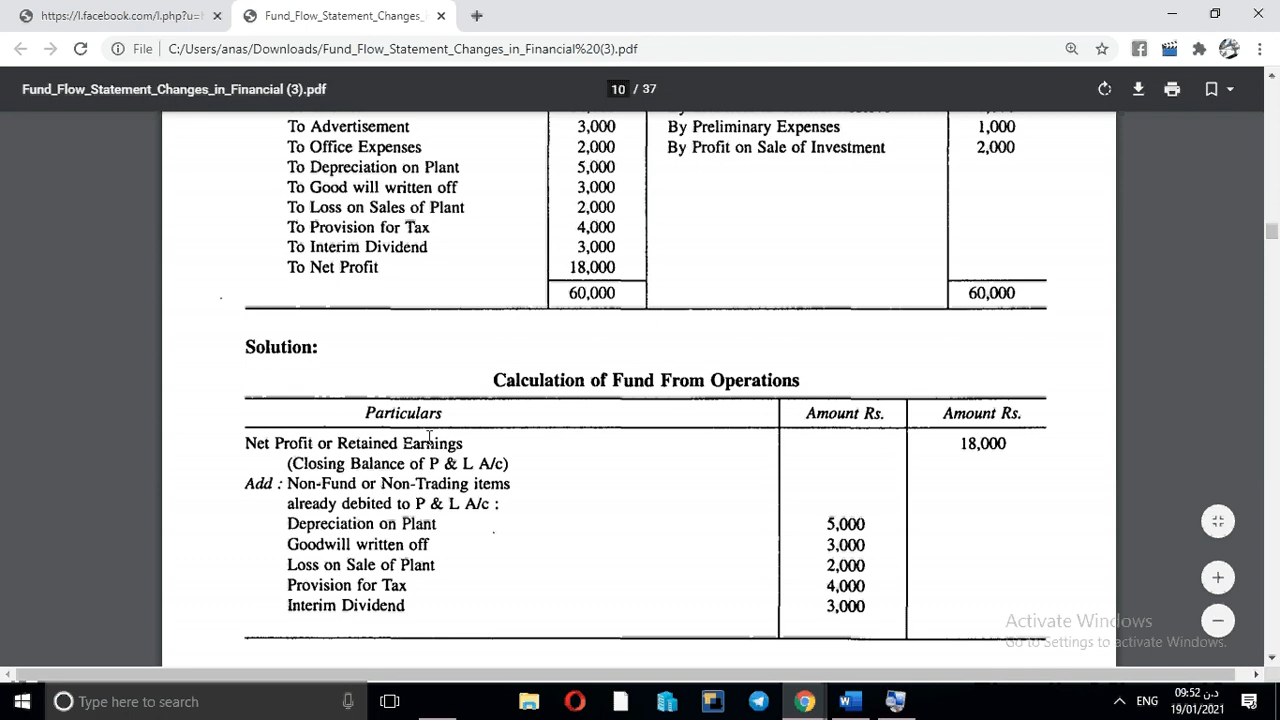 https://l.facebook.com/l.php?u=
Fund_Flow_Statement_Changes_
File
C:/Users/anas/Downloads/Fund_Flow_Statement_Changes_in_Financial%20(3).pdf
Fund_Flow_Statement_Changes_in_Financial (3).pdf
10 / 37
To Advertisement 3,000 By Preliminary Expenses 1,000
To Office Expenses 2,000 By Profit on Sale of Investment 2,000
To Depreciation on Plant 5,000
To Good will written off 3,000
To Loss on Sales of Plant 2,000
To Provision for Tax 4,000
To Interim Dividend 3,000
To Net Profit 18,000
60,000 60,000
Solution:
Calculation of Fund From Operations
Particulars Amount Rs. Amount Rs.
Net Profit or Retained Earnings 18,000
(Closing Balance of P & L A/c)
Add : Non-Fund or Non-Trading items
already debited to P & L A/c :
Depreciation on Plant 5,000
Goodwill written off 3,000
Loss on Sale of Plant 2,000
Provision for Tax 4,000
Interim Dividend 3,000
Activate Windows
Go to Settings to activate Windows.
Type here to search
ENG
09:52 دن
19/01/2021